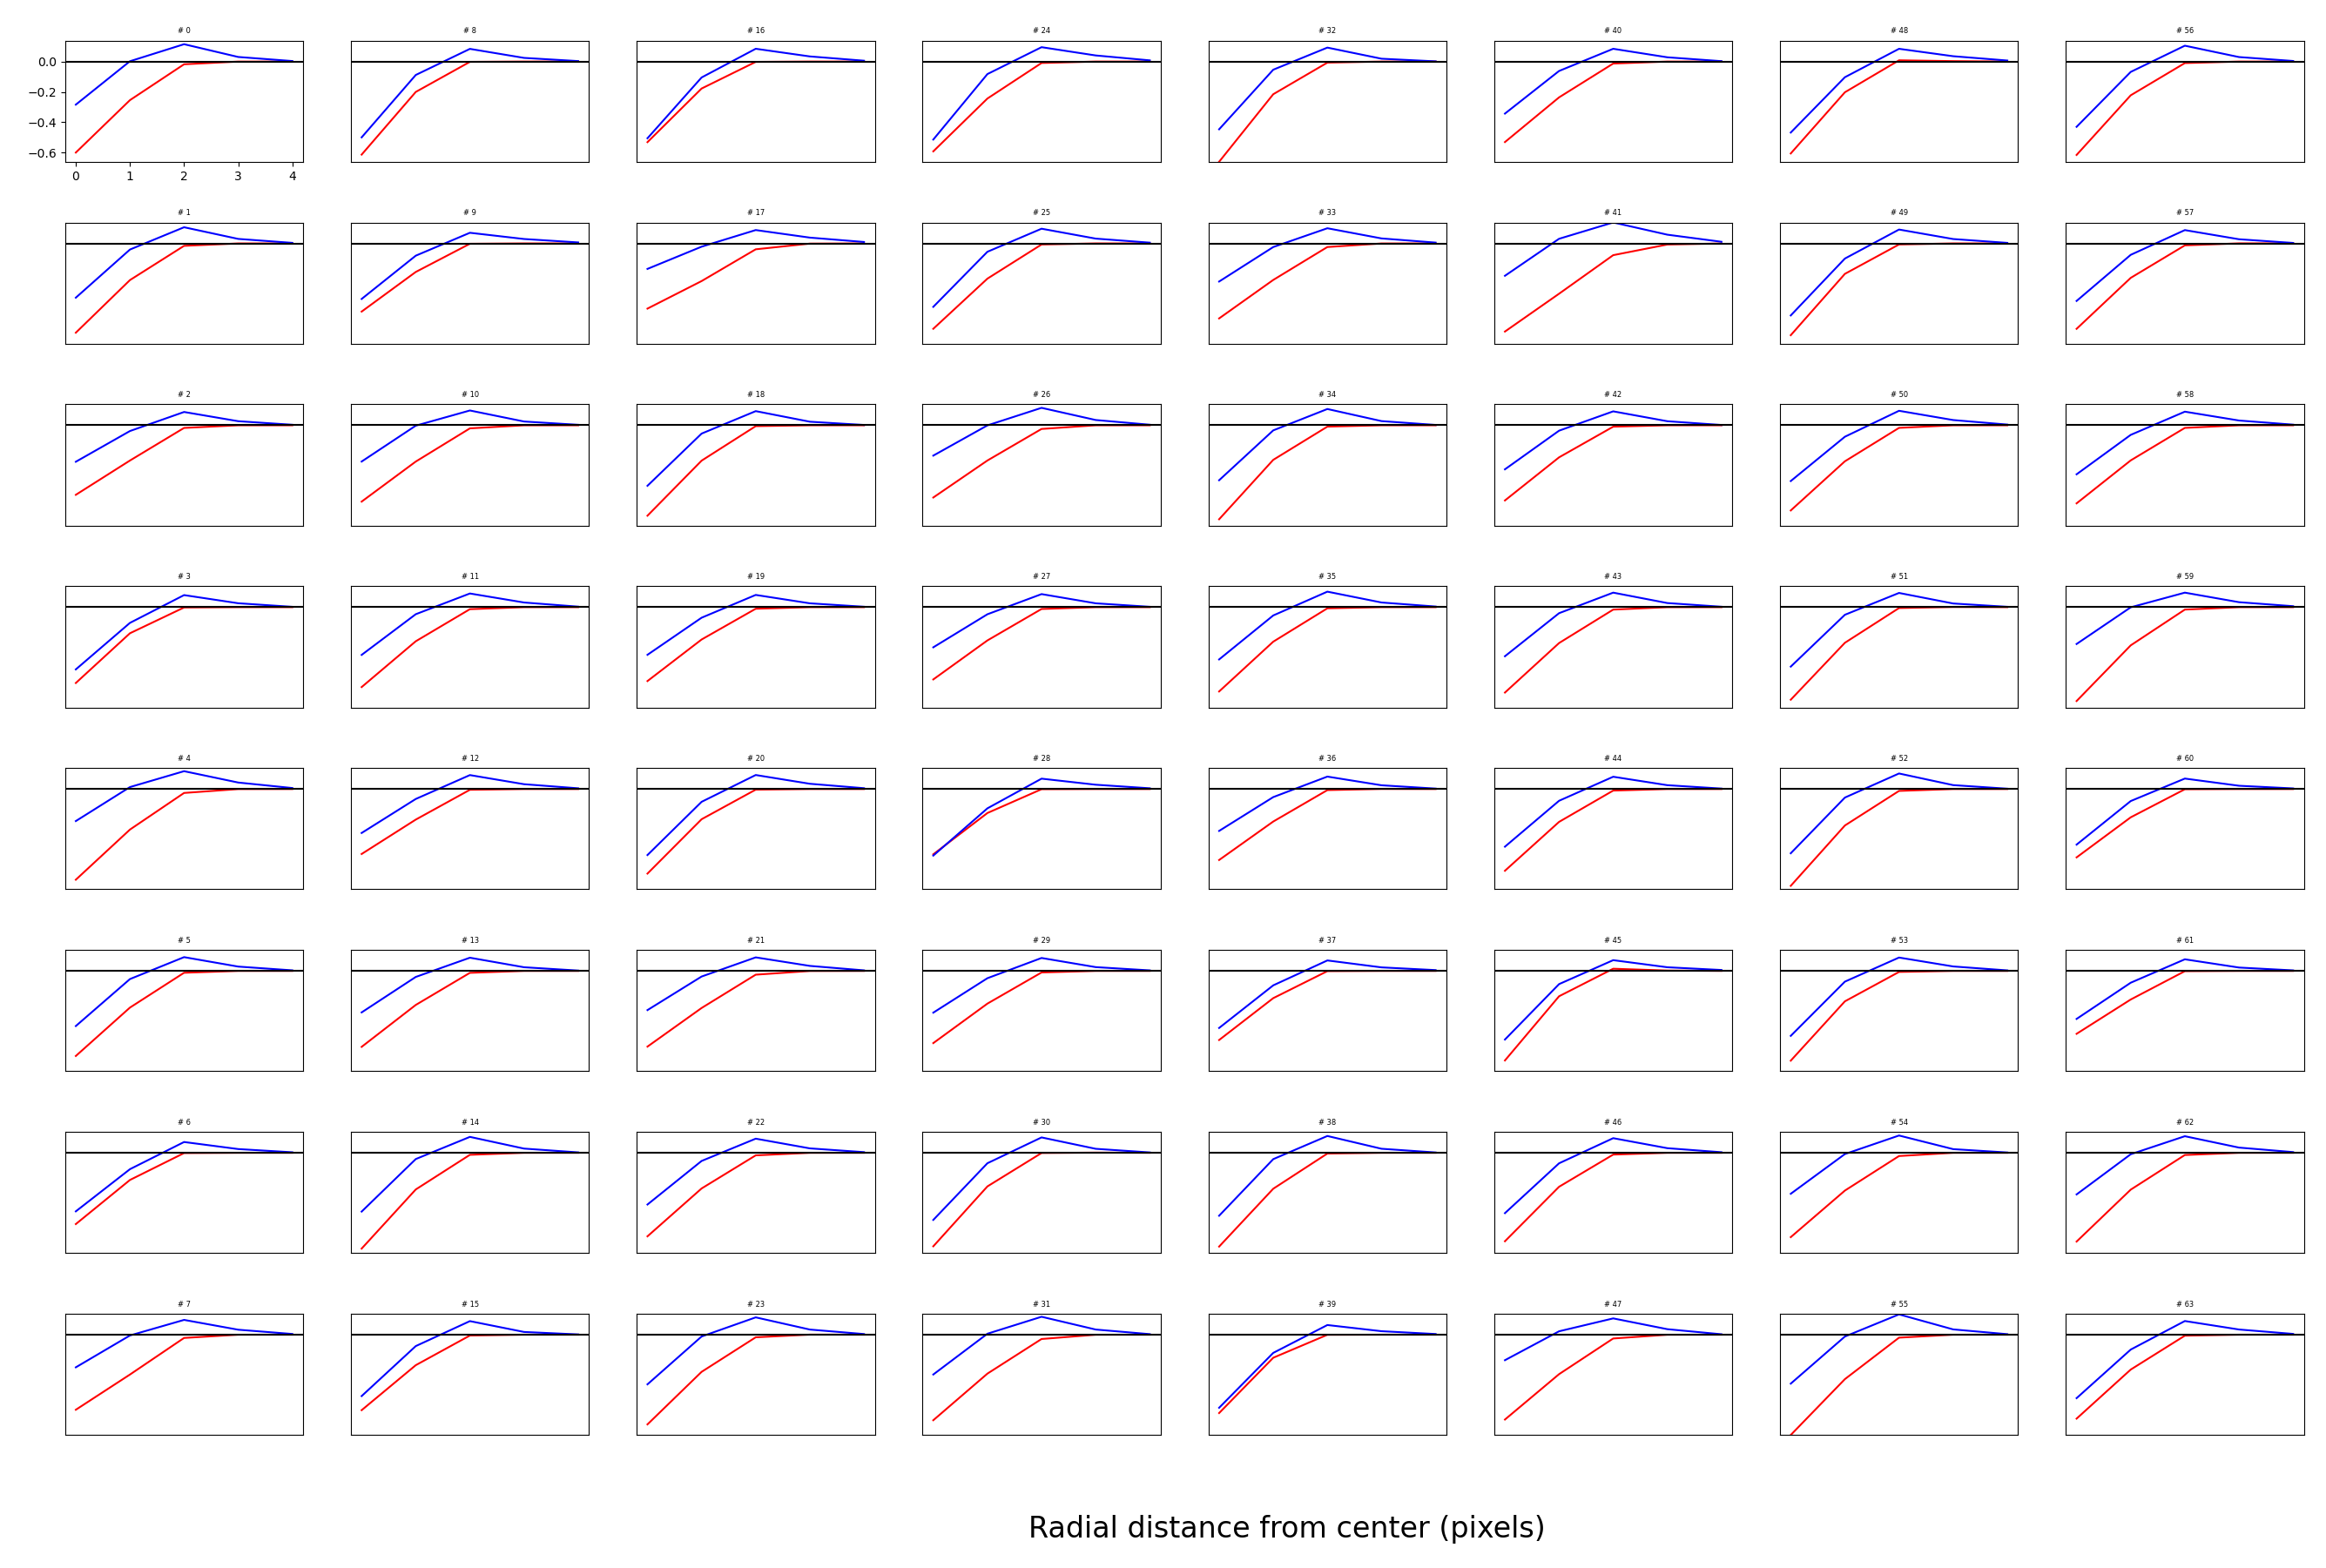 # 0 # 8 # 16 # 24 # 32 # 40 # 48 # 56
0.0
−0.2
−0.4
−0.6
0 1 2 3 4
# 1 # 9 # 17 # 25 # 33 # 41 # 49 # 57
# 2 # 10 # 18 # 26 # 34 # 42 # 50 # 58
# 3 # 11 # 19 # 27 # 35 # 43 # 51 # 59
# 4 # 12 # 20 # 28 # 36 # 44 # 52 # 60
# 5 # 13 # 21 # 29 # 37 # 45 # 53 # 61
# 6 # 14 # 22 # 30 # 38 # 46 # 54 # 62
# 7 # 15 # 23 # 31 # 39 # 47 # 55 # 63
Radial distance from center (pixels)